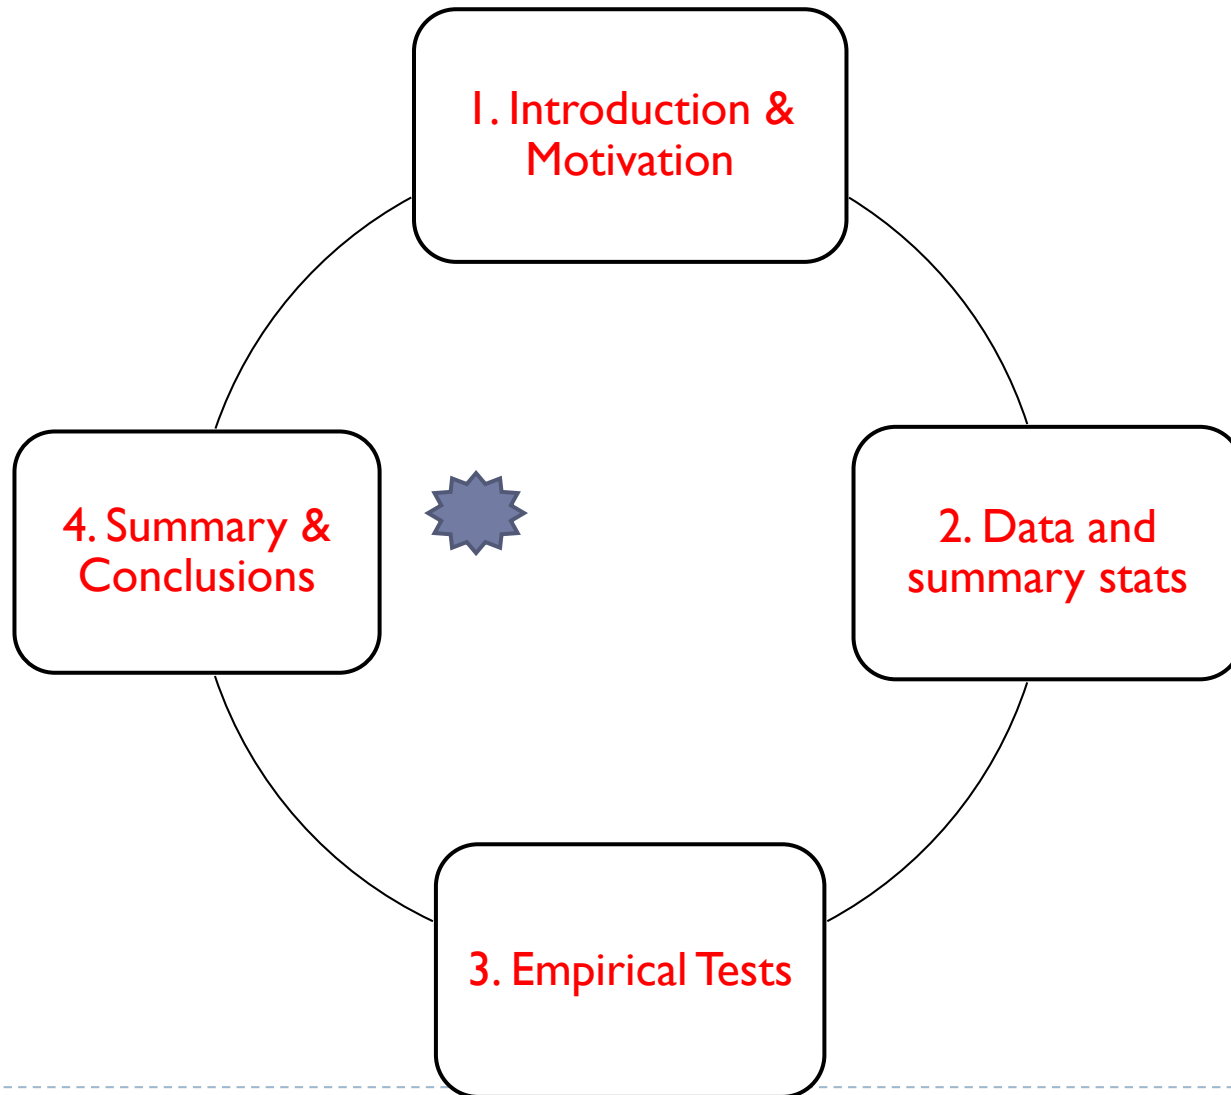 1. Introduction &
Motivation
2. Data and
summary stats
3. Empirical Tests
4. Summary &
Conclusions